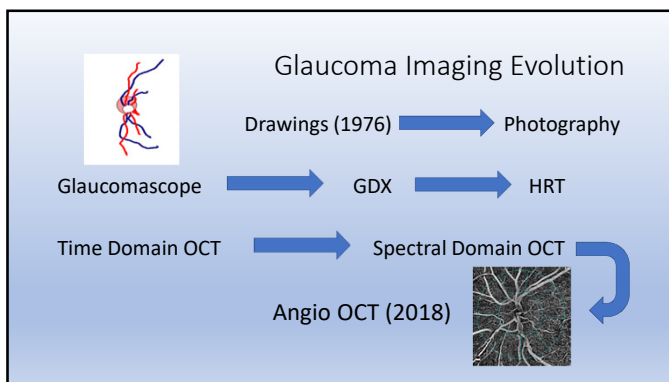 Glaucoma Imaging Evolution
Drawings (1976) Photography
Glaucomascope GDX HRT
Time Domain OCT Spectral Domain OCT
Angio OCT (2018)